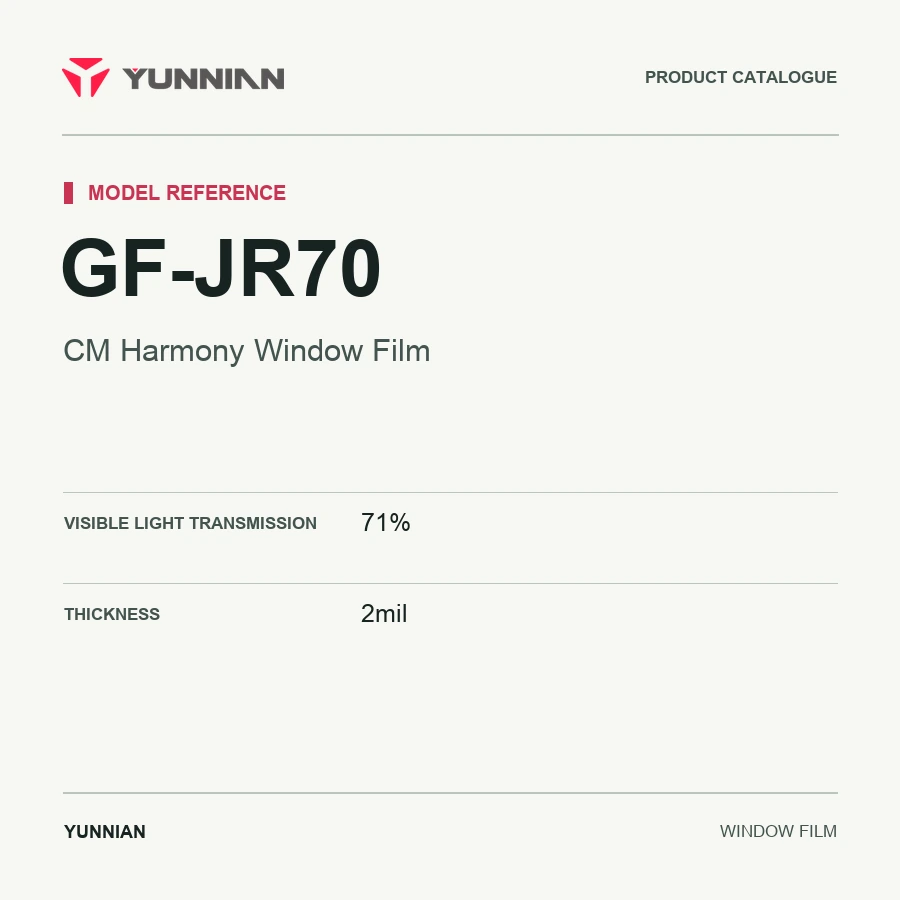 YUNNIAN
PRODUCT CATALOGUE
MODEL REFERENCE
GF-JR70
CM Harmony Window Film
VISIBLE LIGHT TRANSMISSION 71%
THICKNESS 2mil
YUNNIAN
WINDOW FILM